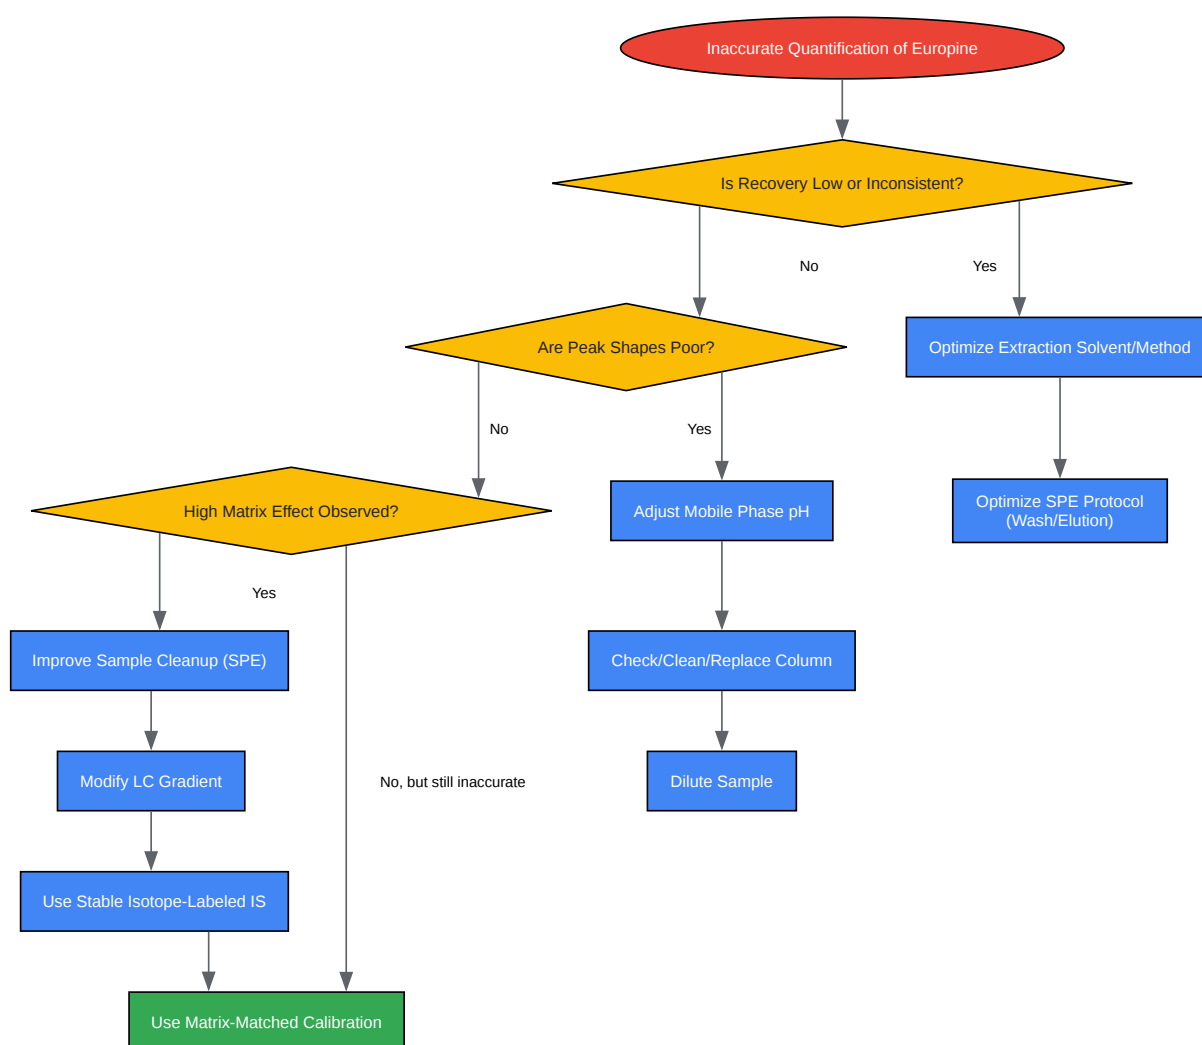 Inaccurate Quantification of Europine
Is Recovery Low or Inconsistent?
No
Yes
Are Peak Shapes Poor?
Optimize Extraction Solvent/Method
No
Yes
High Matrix Effect Observed?
Adjust Mobile Phase pH
Optimize SPE Protocol
(Wash/Elution)
Yes
Improve Sample Cleanup (SPE)
Check/Clean/Replace Column
Modify LC Gradient
No, but still inaccurate
Dilute Sample
Use Stable Isotope-Labeled IS
Use Matrix-Matched Calibration